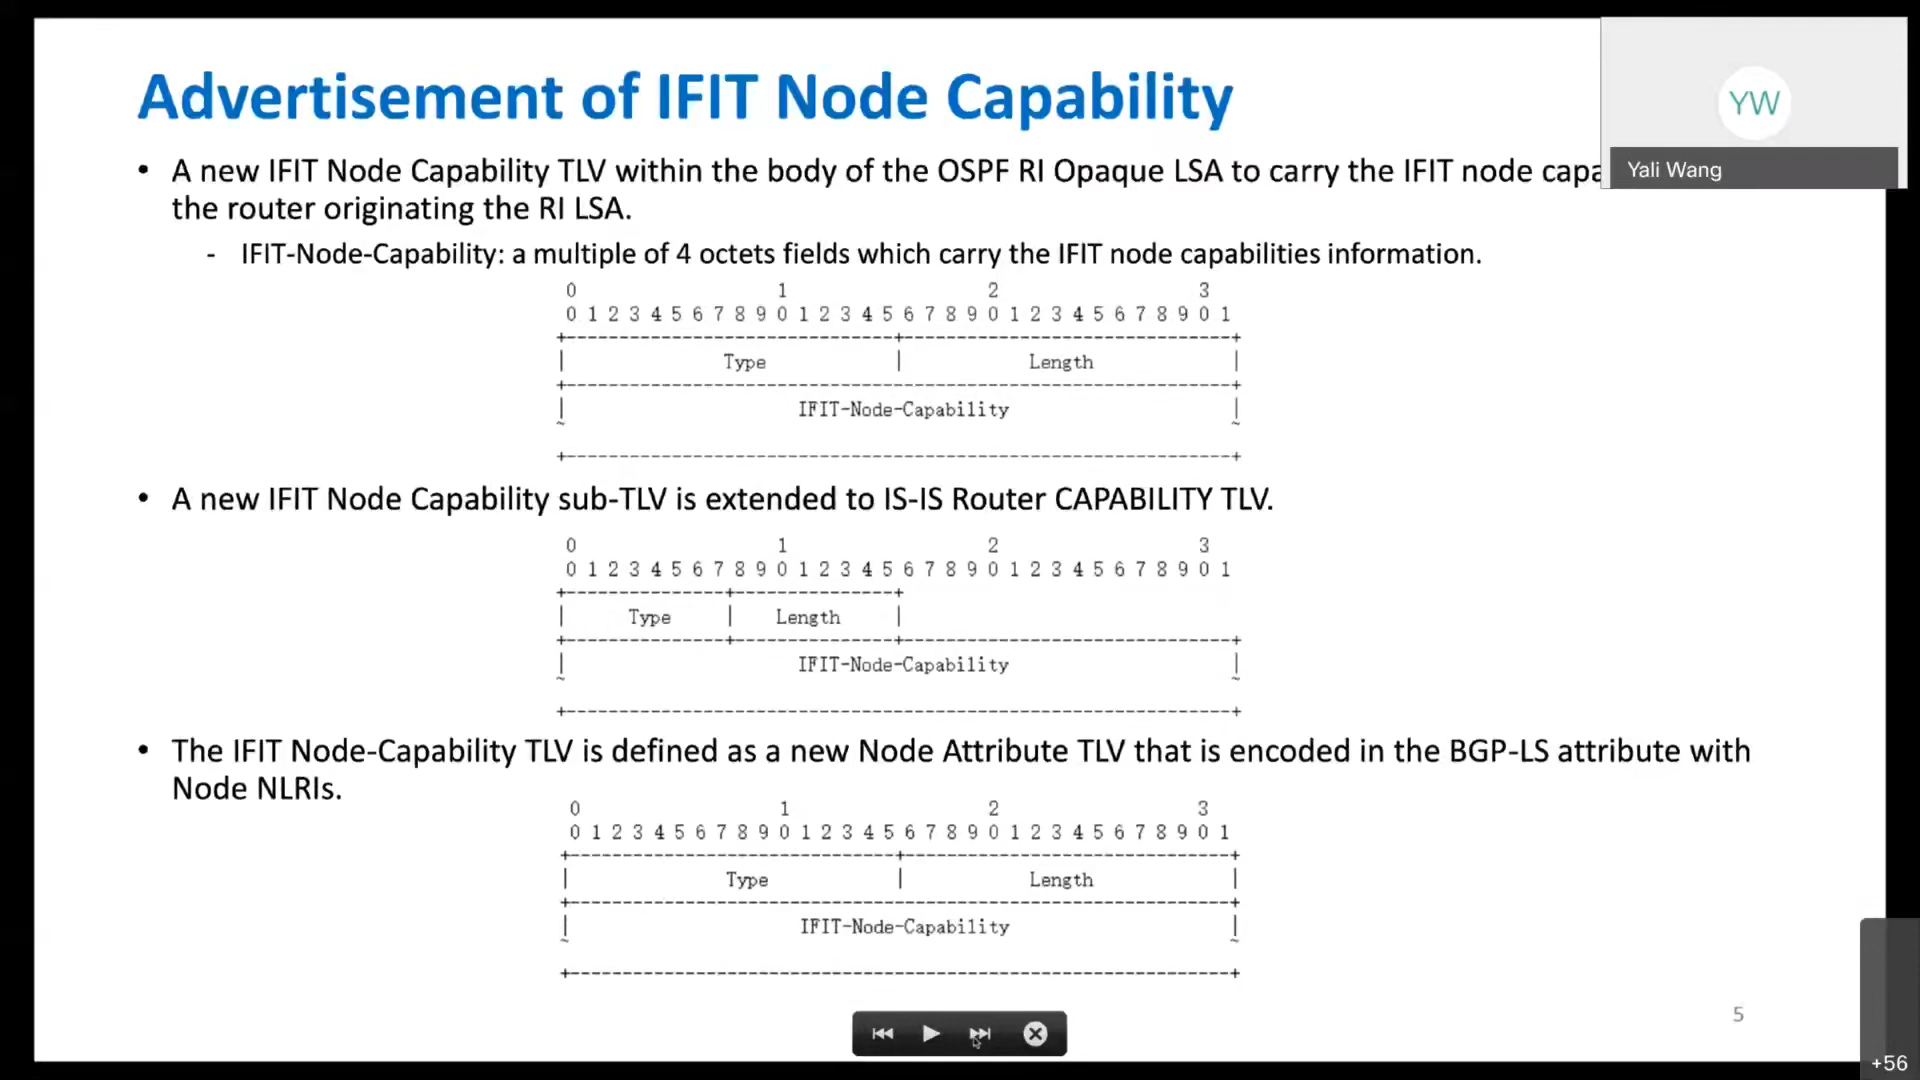 Advertisement of IFIT Node Capability
YW
Yali Wang
• A new IFIT Node Capability TLV within the body of the OSPF RI Opaque LSA to carry the IFIT node
the router originating the RI LSA.
- IFIT-Node-Capability: a multiple of 4 octets fields which carry the IFIT node capabilities information.
0 1 2 3
0 1 2 3 4 5 6 7 8 9 0 1 2 3 4 5 6 7 8 9 0 1 2 3 4 5 6 7 8 9 0 1
Type Length
IFIT-Node-Capability
• A new IFIT Node Capability sub-TLV is extended to IS-IS Router CAPABILITY TLV.
0 1 2 3
0 1 2 3 4 5 6 7 8 9 0 1 2 3 4 5 6 7 8 9 0 1 2 3 4 5 6 7 8 9 0 1
Type Length
IFIT-Node-Capability
• The IFIT Node-Capability TLV is defined as a new Node Attribute TLV that is encoded in the BGP-LS attribute with
Node NLRIs.
0 1 2 3
0 1 2 3 4 5 6 7 8 9 0 1 2 3 4 5 6 7 8 9 0 1 2 3 4 5 6 7 8 9 0 1
Type Length
IFIT-Node-Capability
5
+56